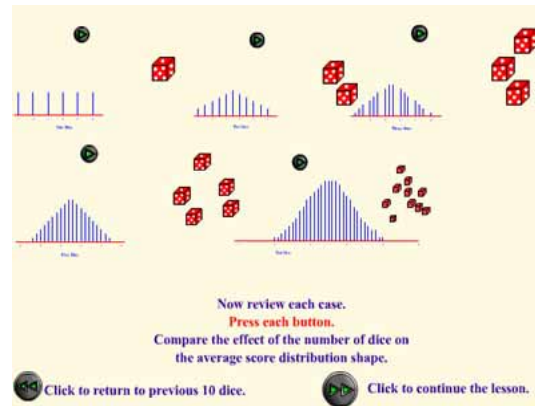 Now review each case.
Press each button.
Compare the effect of the number of dice on
the average score distribution shape.
Click to return to previous 10 dice.
Click to continue the lesson.